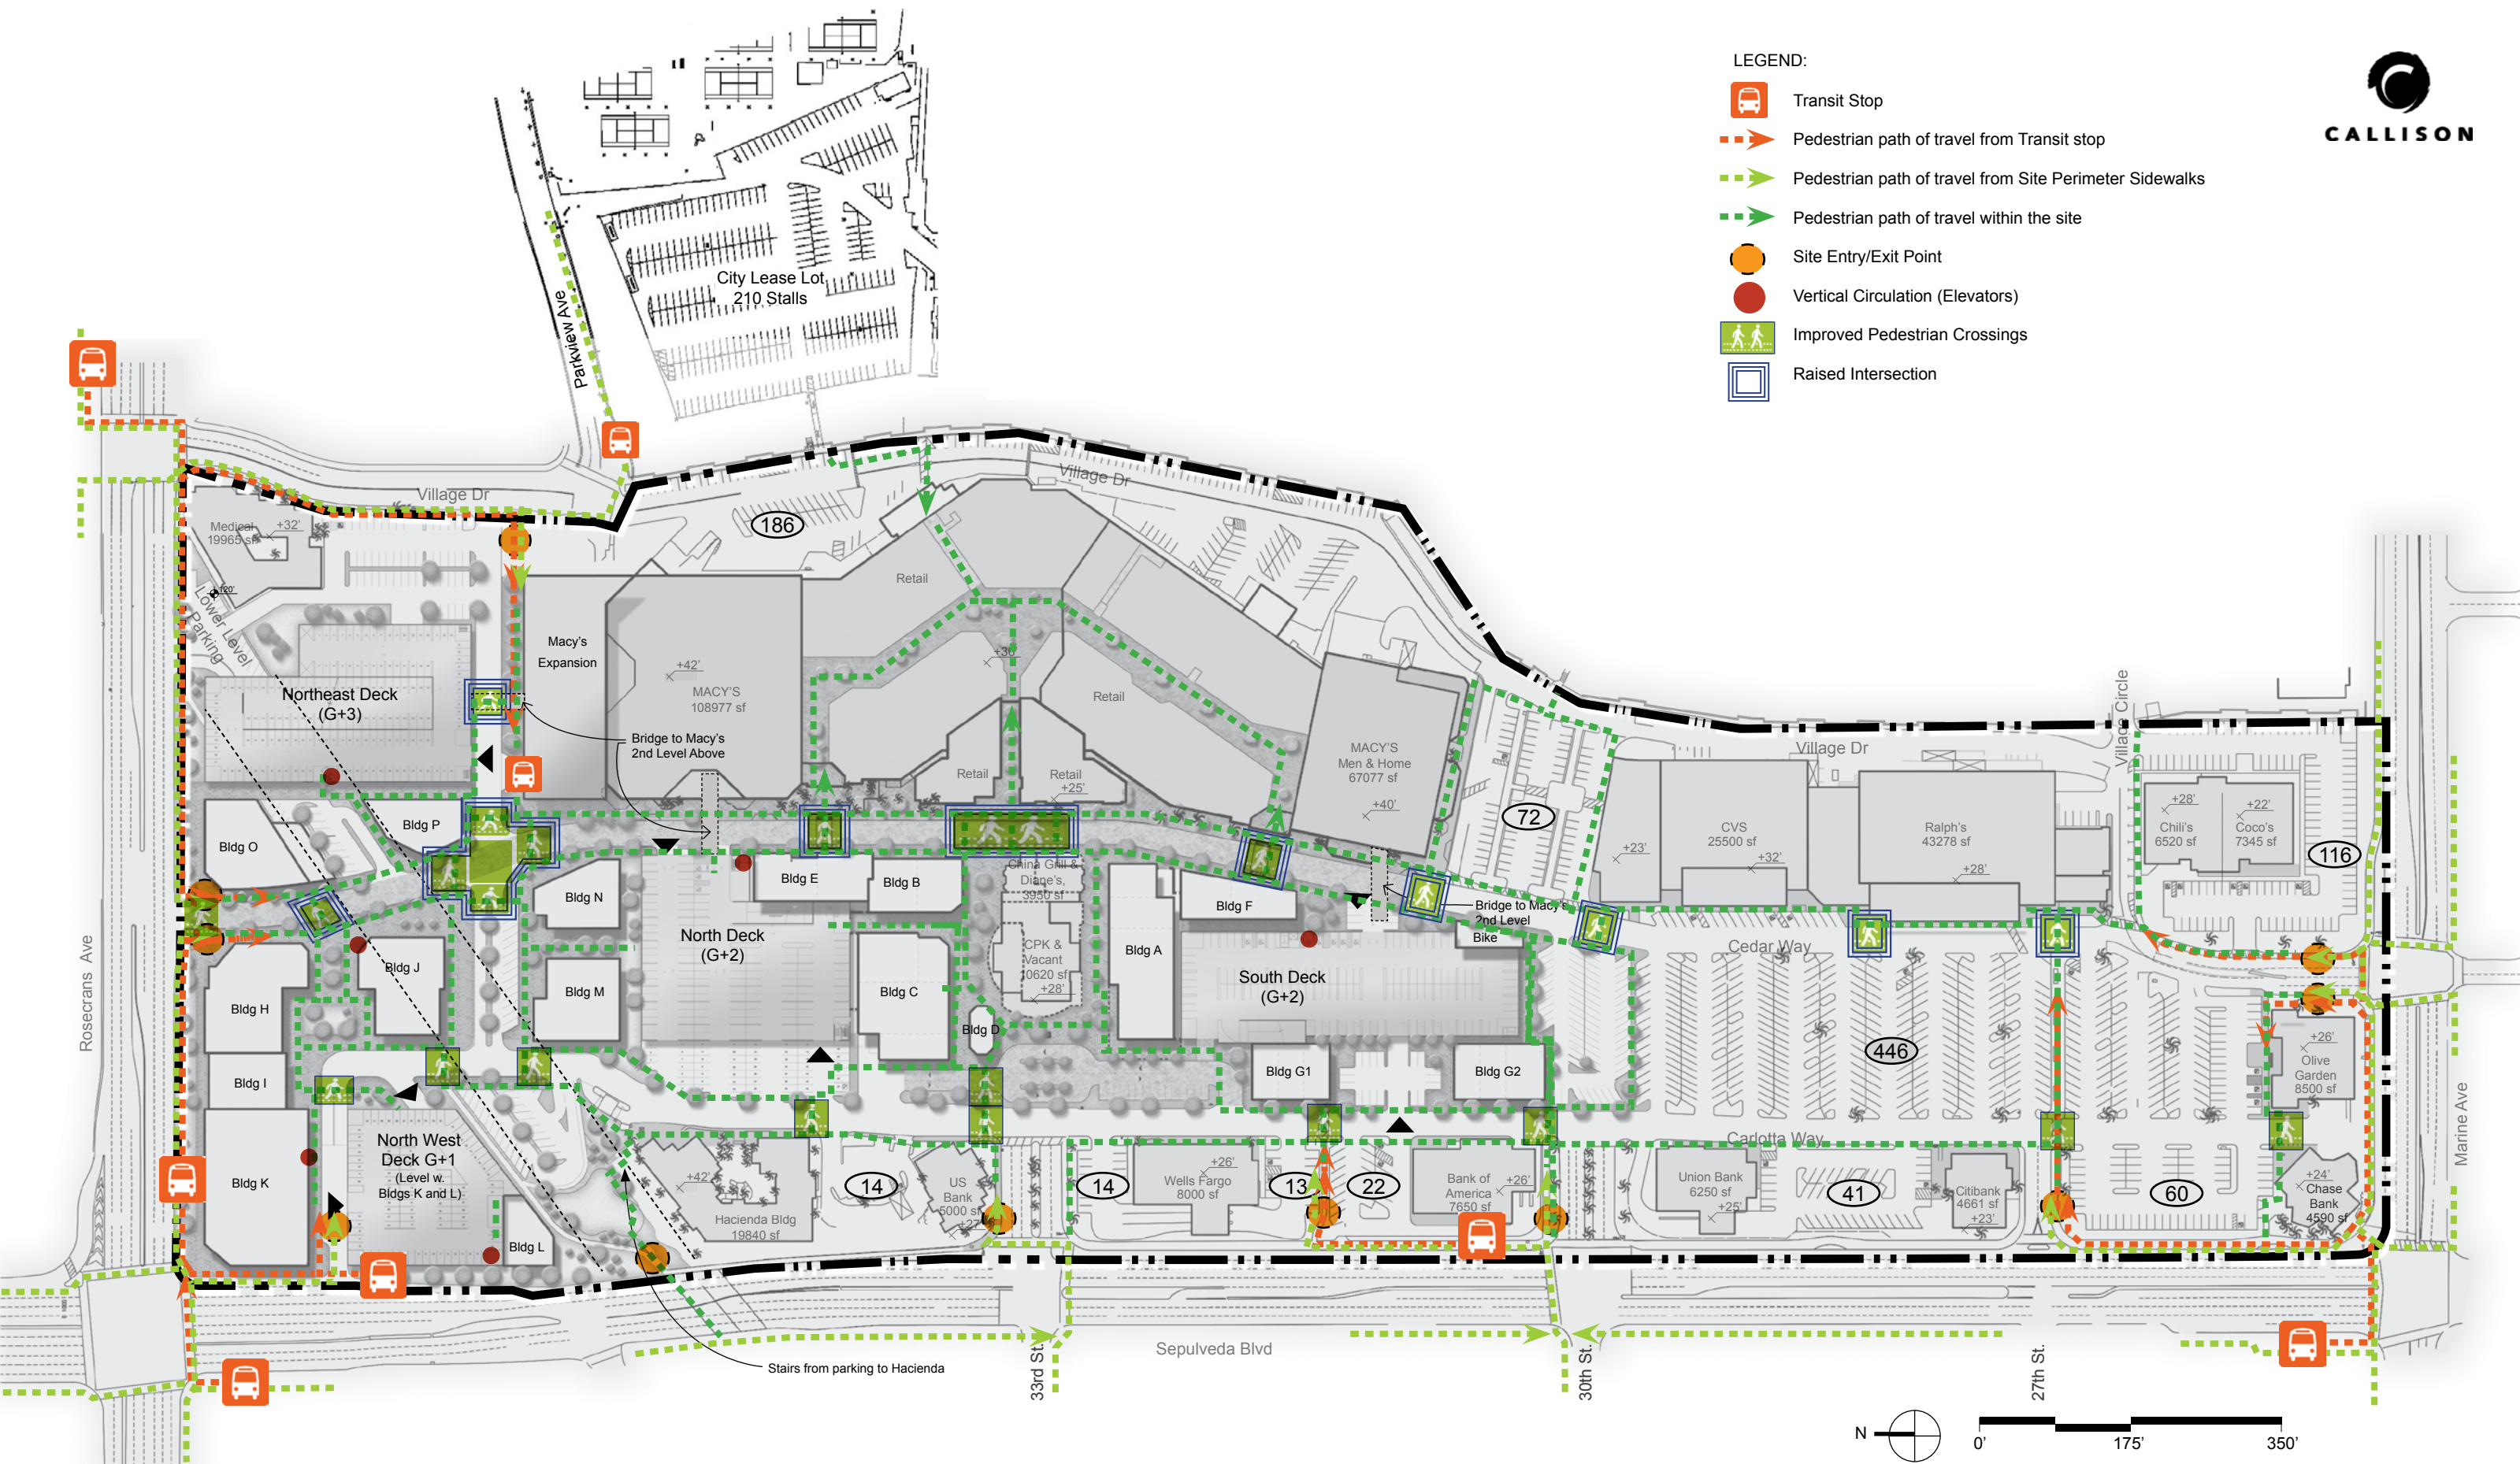 LEGEND:
Transit Stop
Pedestrian path of travel from Transit stop
Pedestrian path of travel from Site Perimeter Sidewalks
Pedestrian path of travel within the site
Site Entry/Exit Point
Vertical Circulation (Elevators)
Improved Pedestrian Crossings
Raised Intersection
CALLISON
City Lease Lot
210 Stalls
Parkview Ave
Village Dr
Village Dr
186
Medical
19965 sf
+32'
Lower Level
Parking
Retail
Macy's
Expansion
+42'
MACY'S
108977 sf
Retail
Northeast Deck
(G+3)
Bridge to Macy's
2nd Level Above
Retail
Retail
+25'
MACY'S
Men & Home
67077 sf
+40'
72
Village Dr
Village Circle
+23'
CVS
25500 sf
+32'
Ralph's
43278 sf
+28'
+28'
Chili's
6520 sf
+22'
Coco's
7345 sf
116
Bldg P
Bldg O
Bldg E
Bldg B
China Grill &
Diane's,
3950 sf
Bldg N
Bldg F
Bridge to Macy's
2nd Level
Bike
North Deck
(G+2)
CPK &
Vacant
10620 sf
+28'
Bldg A
Cedar Way
Bldg J
Bldg M
Bldg C
South Deck
(G+2)
Bldg H
Bldg D
Rosecrans Ave
446
+26'
Olive
Garden
8500 sf
Bldg I
Bldg G1
Bldg G2
Marine Ave
North West
Deck G+1
(Level w.
Bldgs K and L)
Carlotta Way
Bldg K
+42'
Hacienda Bldg
19840 sf
14
US
Bank
5000 sf
+27'
14
+26'
Wells Fargo
8000 sf
13
22
Bank of
America
7650 sf
+26'
Union Bank
6250 sf
+25'
41
Citibank
4661 sf
+23'
60
+24'
Chase
Bank
4590 sf
Bldg L
Sepulveda Blvd
Stairs from parking to Hacienda
33rd St.
30th St.
27th St.
N
0'
175'
350'